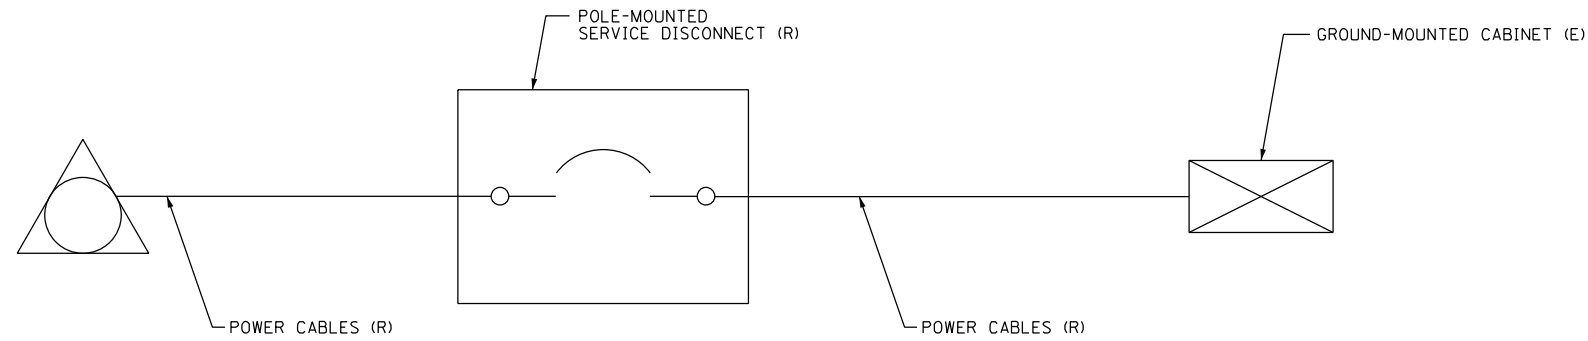 POLE-MOUNTED
SERVICE DISCONNECT (R)
GROUND-MOUNTED CABINET (E)
POWER CABLES (R)
POWER CABLES (R)